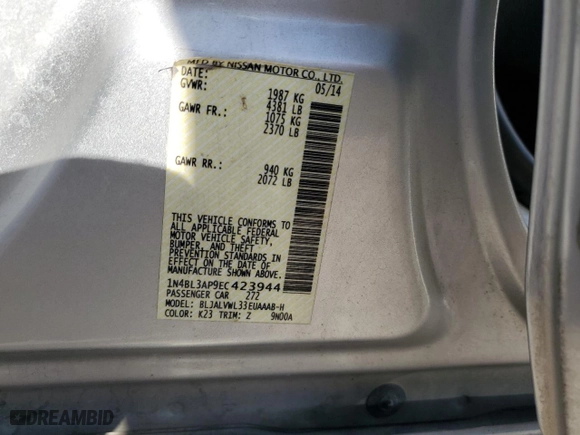 MFD BY NISSAN MOTOR CO., LTD.
DATE: 05/14
GVWR: 1987 KG
4381 LB
GAWR FR.: 1075 KG
2370 LB
GAWR RR.: 940 KG
2072 LB
THIS VEHICLE CONFORMS TO
ALL APPLICABLE FEDERAL
MOTOR VEHICLE SAFETY,
BUMPER, AND THEFT
PREVENTION STANDARDS IN
EFFECT ON THE DATE OF
MANUFACTURE SHOWN ABOVE.
1N4BL3AP9EC423944
PASSENGER CAR 272
MODEL: BLJALVWL33EUAAAB-H
COLOR: K23 TRIM: Z 9N00A
DREAMBID